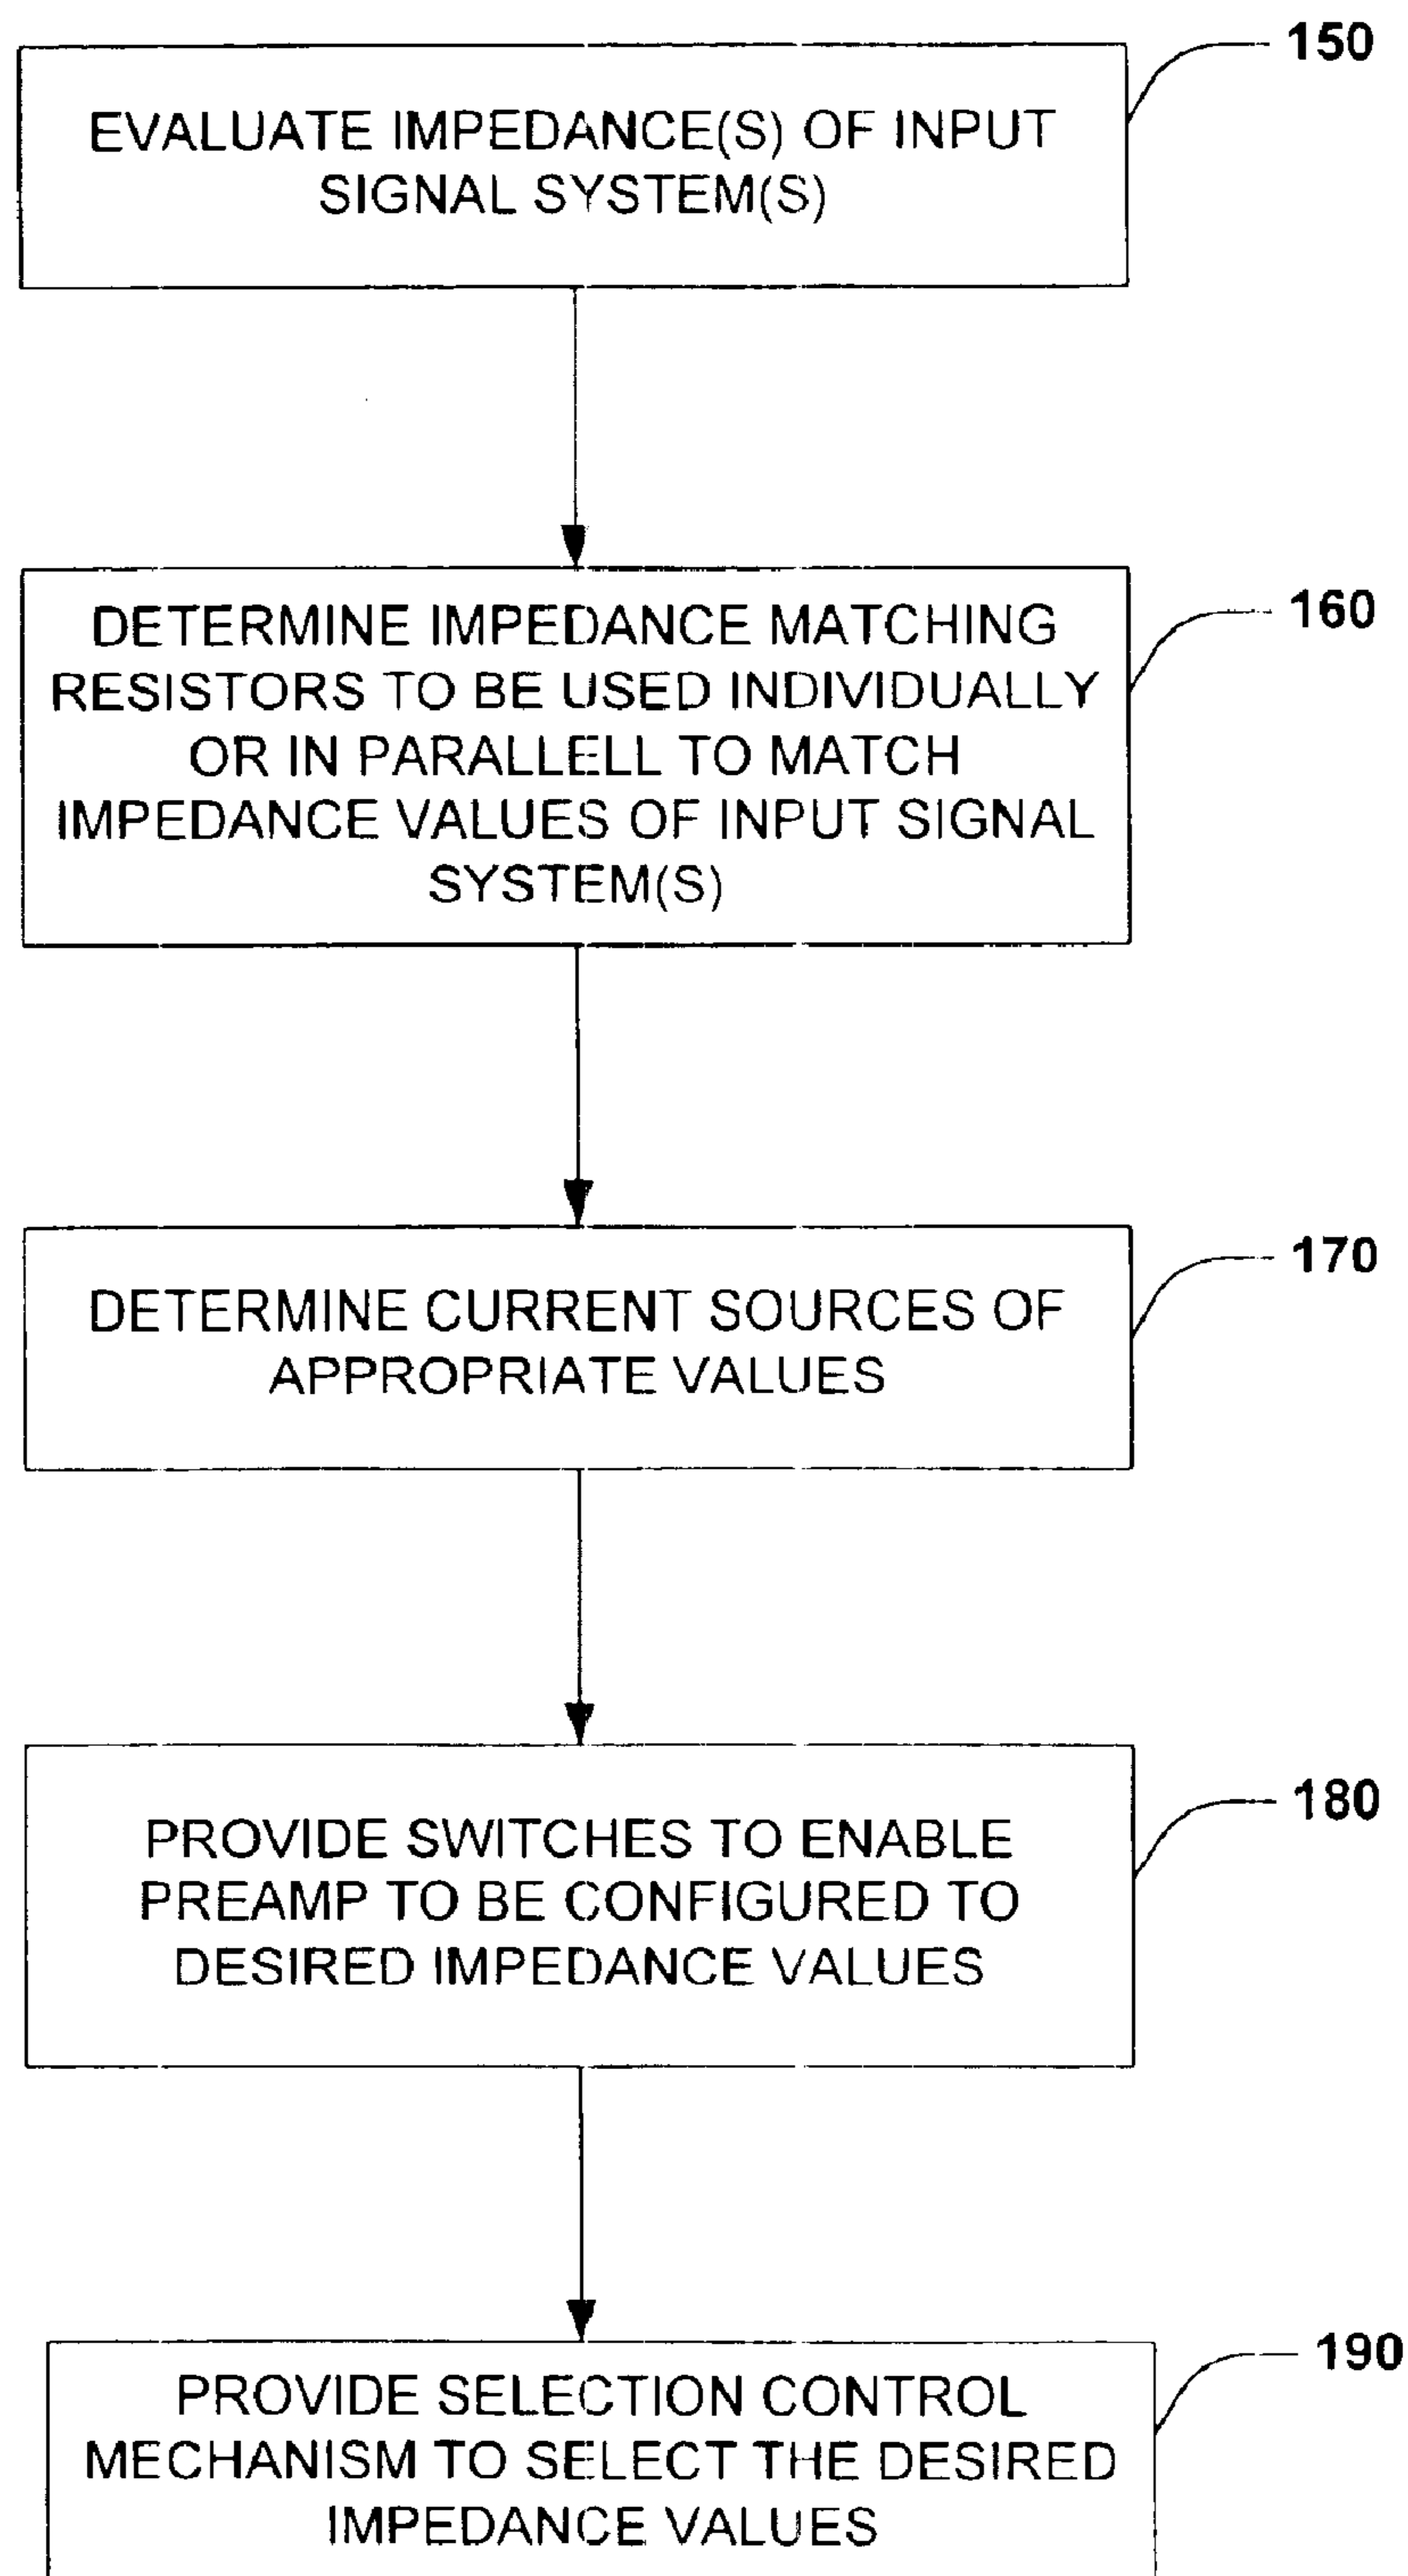 150
EVALUATE IMPEDANCE(S) OF INPUT
SIGNAL SYSTEM(S)
160
DETERMINE IMPEDANCE MATCHING
RESISTORS TO BE USED INDIVIDUALLY
OR IN PARALLELL TO MATCH
IMPEDANCE VALUES OF INPUT SIGNAL
SYSTEM(S)
170
DETERMINE CURRENT SOURCES OF
APPROPRIATE VALUES
180
PROVIDE SWITCHES TO ENABLE
PREAMP TO BE CONFIGURED TO
DESIRED IMPEDANCE VALUES
190
PROVIDE SELECTION CONTROL
MECHANISM TO SELECT THE DESIRED
IMPEDANCE VALUES